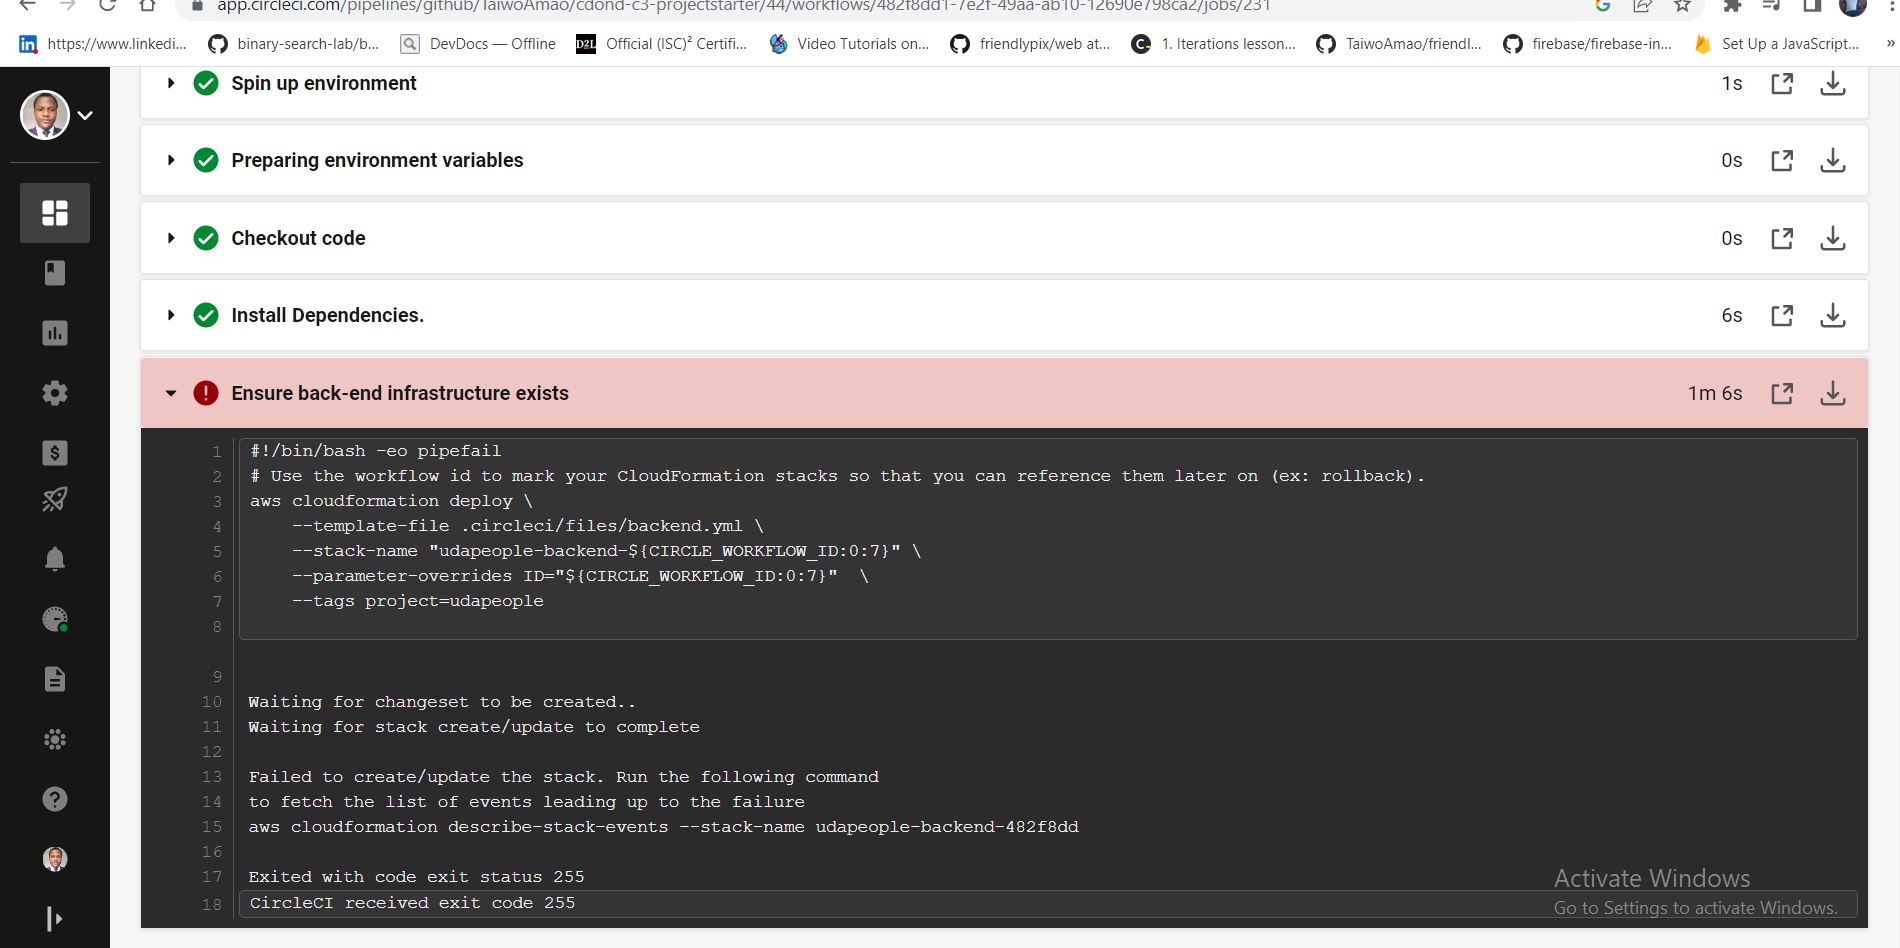 app.circleci.com/pipelines/github/TaiwoAmao/cdond-c3-projectstarter/44/workflows/482f8dd1-7e2f-49aa-ab10-12690e798ca2/jobs/231
https://www.linkedi... binary-search-lab/b... DevDocs — Offline D2L Official (ISC)² Certifi... Video Tutorials on... friendlypix/web at... 1. Iterations lesson... TaiwoAmao/friendl... firebase/firebase-in... Set Up a JavaScript... »
Spin up environment 1s
Preparing environment variables 0s
Checkout code 0s
Install Dependencies. 6s
Ensure back-end infrastructure exists 1m 6s
1 #!/bin/bash -eo pipefail
2 # Use the workflow id to mark your CloudFormation stacks so that you can reference them later on (ex: rollback).
3 aws cloudformation deploy \
4 --template-file .circleci/files/backend.yml \
5 --stack-name "udapeople-backend-${CIRCLE_WORKFLOW_ID:0:7}" \
6 --parameter-overrides ID="${CIRCLE_WORKFLOW_ID:0:7}" \
7 --tags project=udapeople
8
9
10 Waiting for changeset to be created..
11 Waiting for stack create/update to complete
12
13 Failed to create/update the stack. Run the following command
14 to fetch the list of events leading up to the failure
15 aws cloudformation describe-stack-events --stack-name udapeople-backend-482f8dd
16
17 Exited with code exit status 255
18 CircleCI received exit code 255
Activate Windows
Go to Settings to activate Windows.